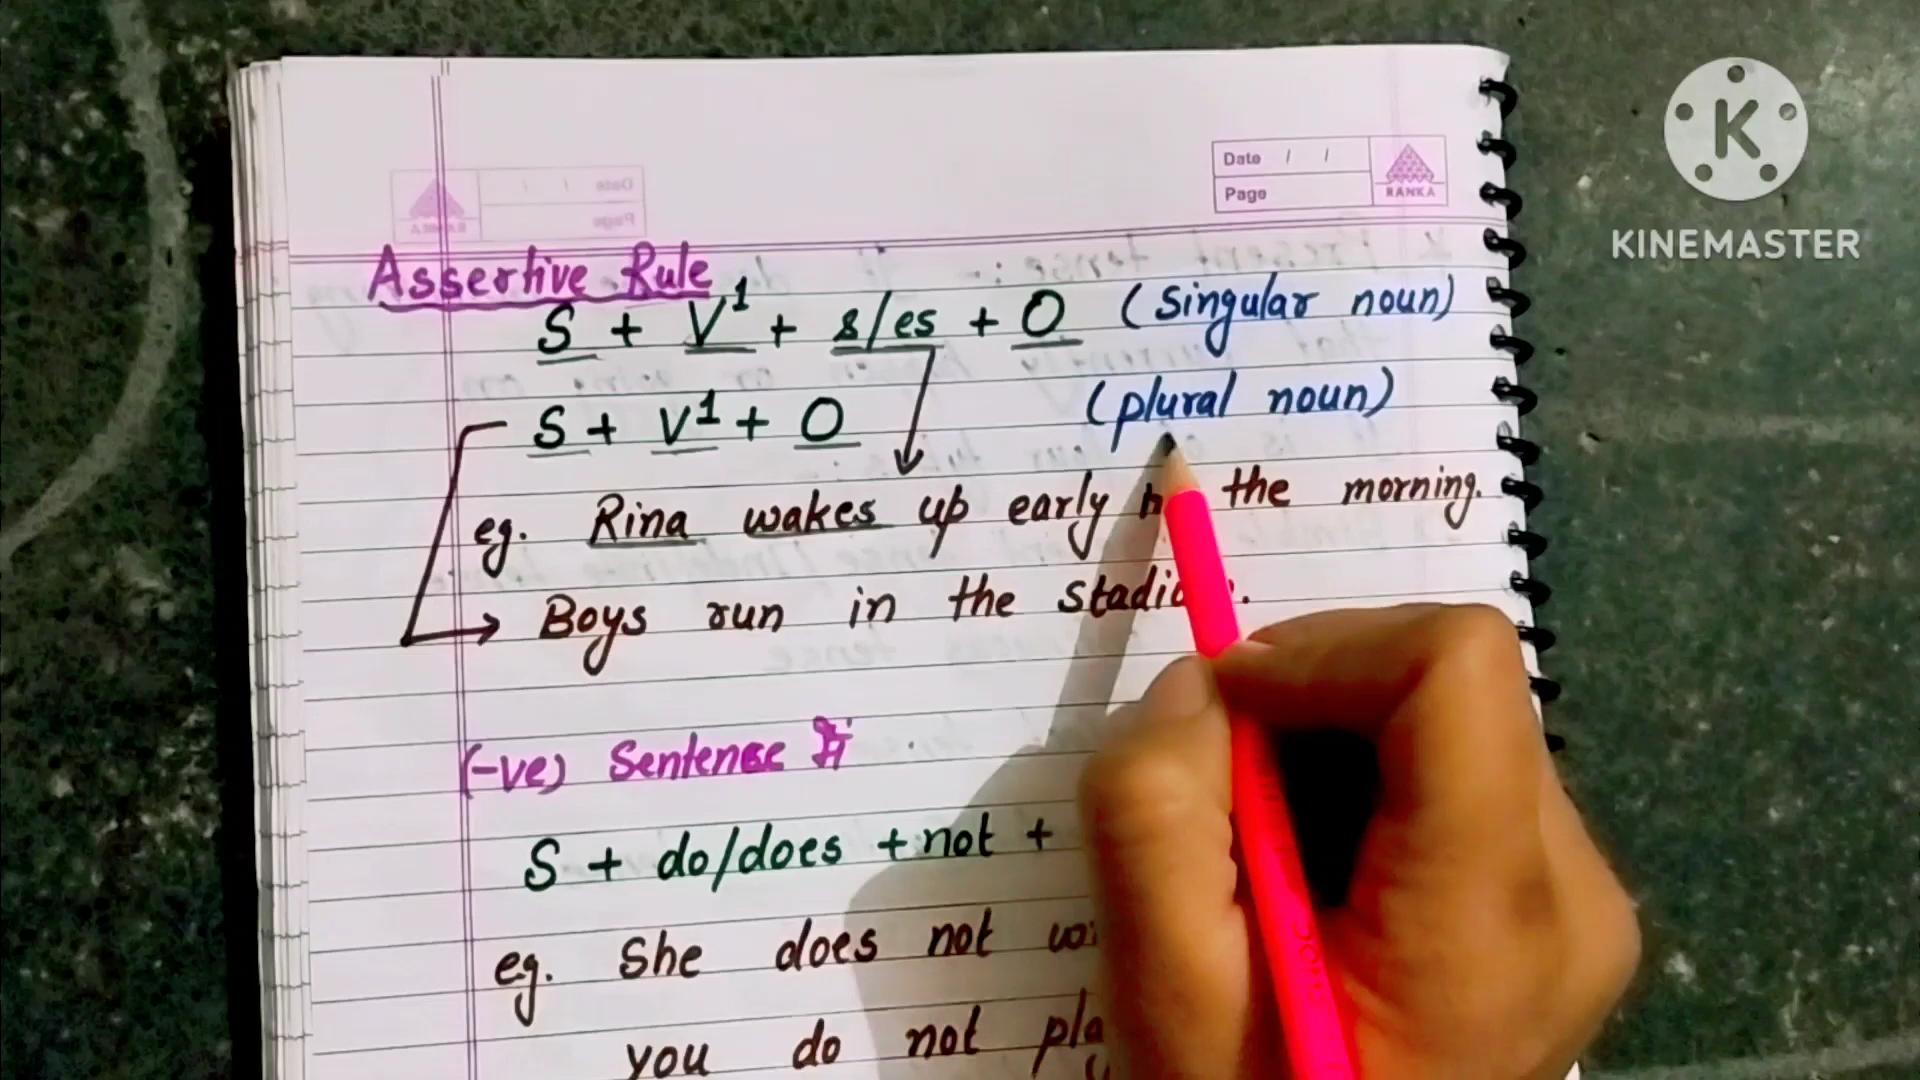 Date / /
Page
RANKA
K
KINEMASTER
Assertive Rule
S + V¹ + s/es + O (Singular noun)
S + V¹ + O (plural noun)
eg. Rina wakes up early the morning.
Boys run in the
(-ve) Sentense में
S + do/does + not +
eg. She does not
you do not